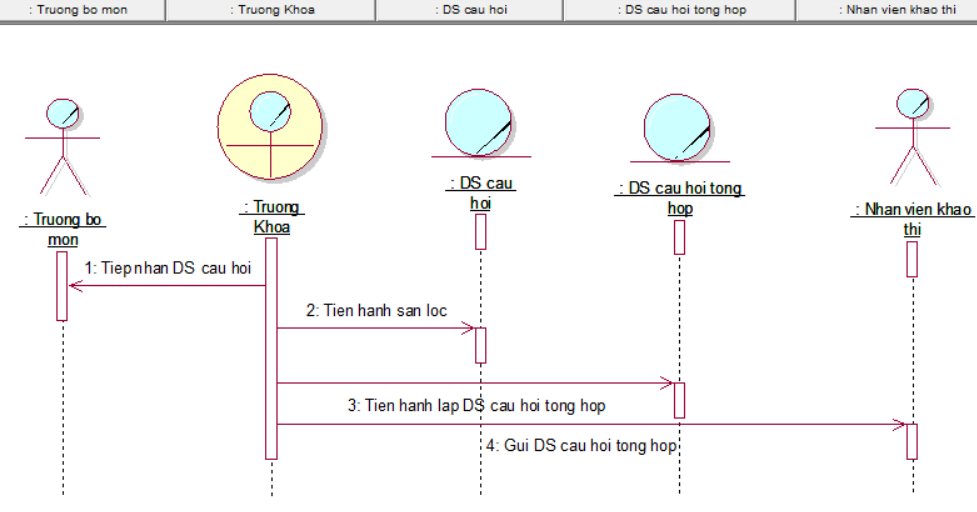 : Truong bo mon
: Truong Khoa
: DS cau hoi
: DS cau hoi tong hop
: Nhan vien khao thi
: Truong bo
mon
: Truong
Khoa
: DS cau
hoi
: DS cau hoi tong
hop
: Nhan vien khao
thi
1: Tiep nhan DS cau hoi
2: Tien hanh san loc
3: Tien hanh lap DS cau hoi tong hop
4: Gui DS cau hoi tong hop